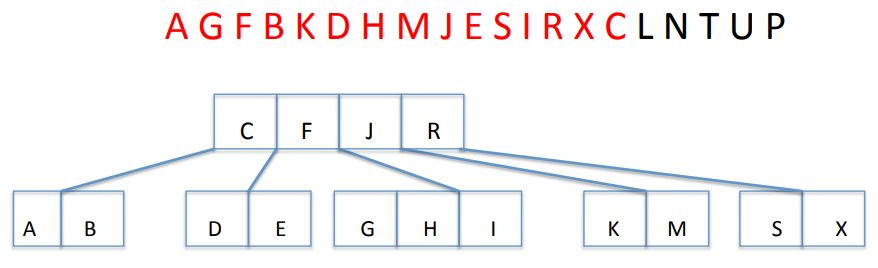 A G F B K D H M J E S I R X C L N T U P
C F J R
A B D E G H I K M S X